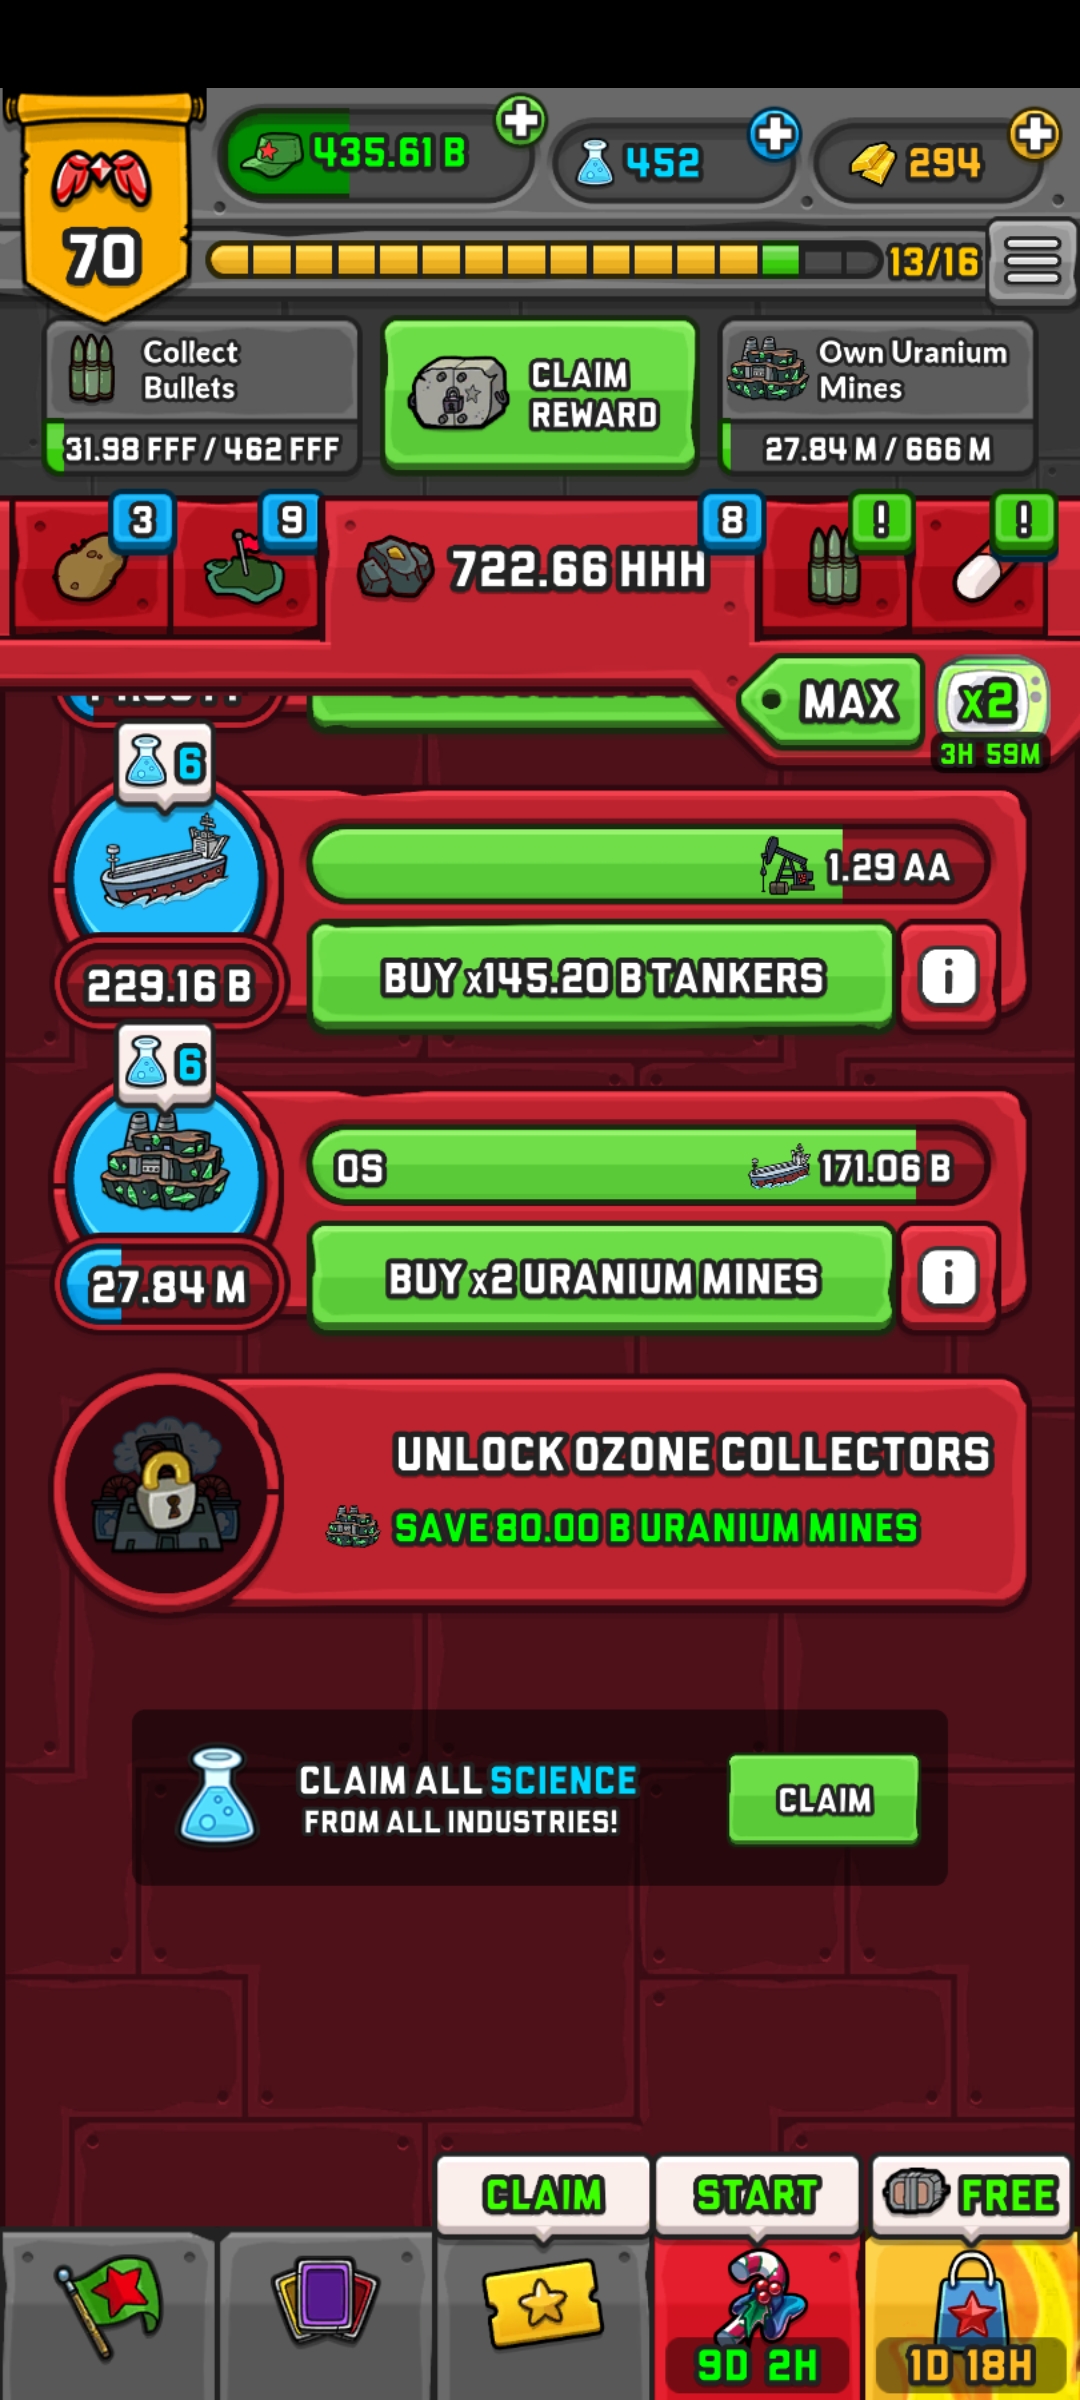 435.61 B
452
294
70
13/16
Collect
Bullets
31.98 FFF / 462 FFF
CLAIM
REWARD
Own Uranium
Mines
27.84 M / 666 M
3
9
722.66 HHH
8
!
!
MAX
x2
3H 59M
6
1.29 AA
229.16 B
BUY x145.20 B TANKERS
i
6
0S
171.06 B
27.84 M
BUY x2 URANIUM MINES
i
UNLOCK OZONE COLLECTORS
SAVE 80.00 B URANIUM MINES
CLAIM ALL SCIENCE
FROM ALL INDUSTRIES!
CLAIM
CLAIM
START
FREE
9D 2H
1D 18H